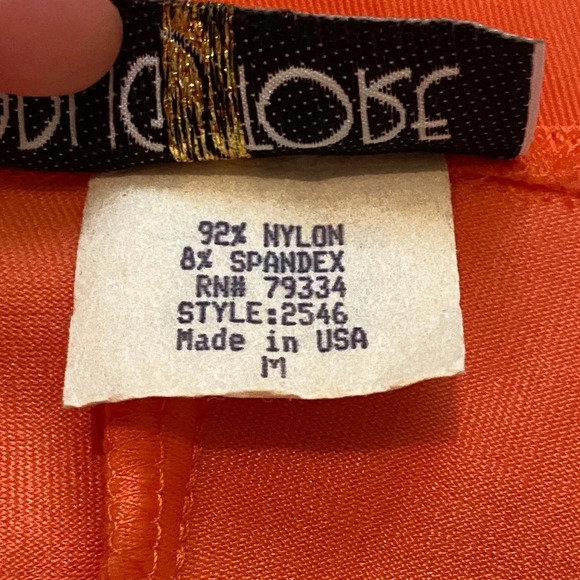 92% NYLON
8% SPANDEX
RN# 79334
STYLE:2546
Made in USA
M